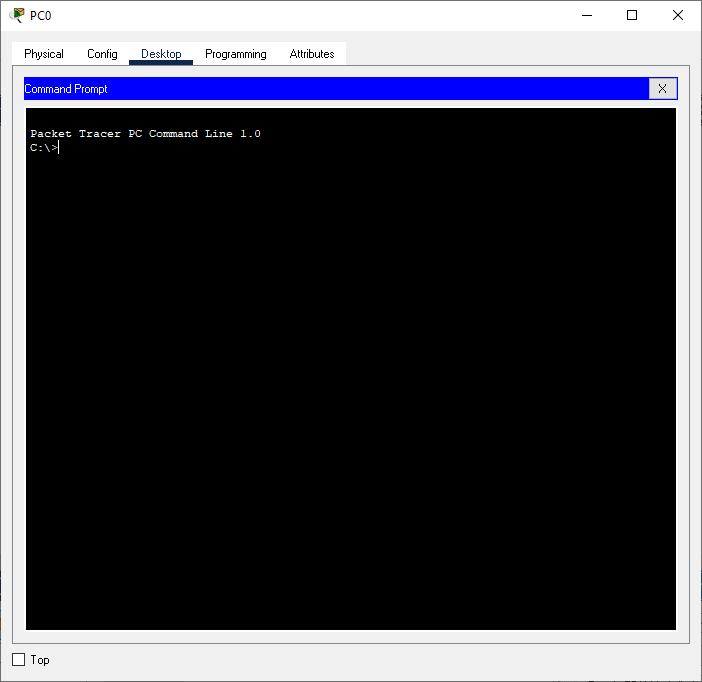 PC0
Physical Config Desktop Programming Attributes
Command Prompt X
Packet Tracer PC Command Line 1.0
C:\>
Top